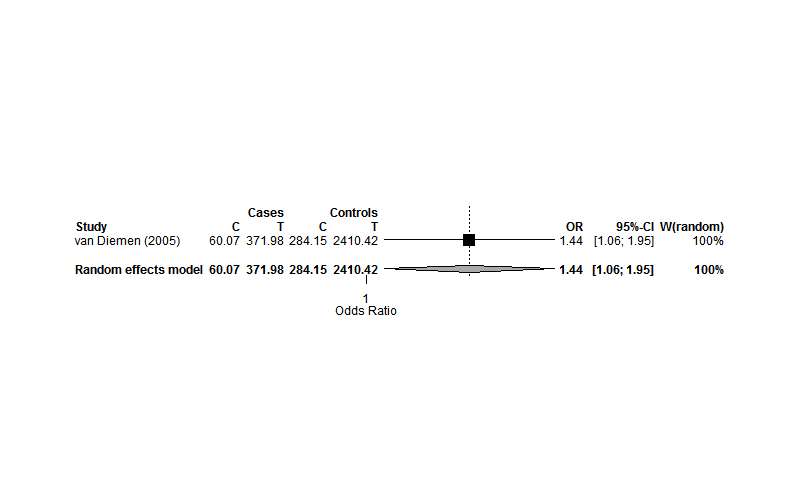 Cases Controls
Study C T C T OR 95%-CI W(random)
van Diemen (2005) 60.07 371.98 284.15 2410.42 1.44 [1.06; 1.95] 100%
Random effects model 60.07 371.98 284.15 2410.42 1.44 [1.06; 1.95] 100%
1
Odds Ratio